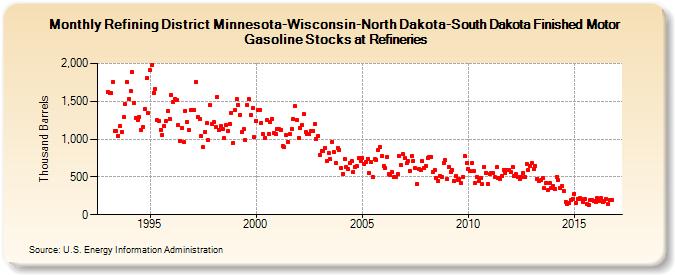 Monthly Refining District Minnesota-Wisconsin-North Dakota-South Dakota Finished Motor
Gasoline Stocks at Refineries
Thousand Barrels
2,000
1,500
1,000
500
0
1995
2000
2005
2010
2015
Source: U.S. Energy Information Administration